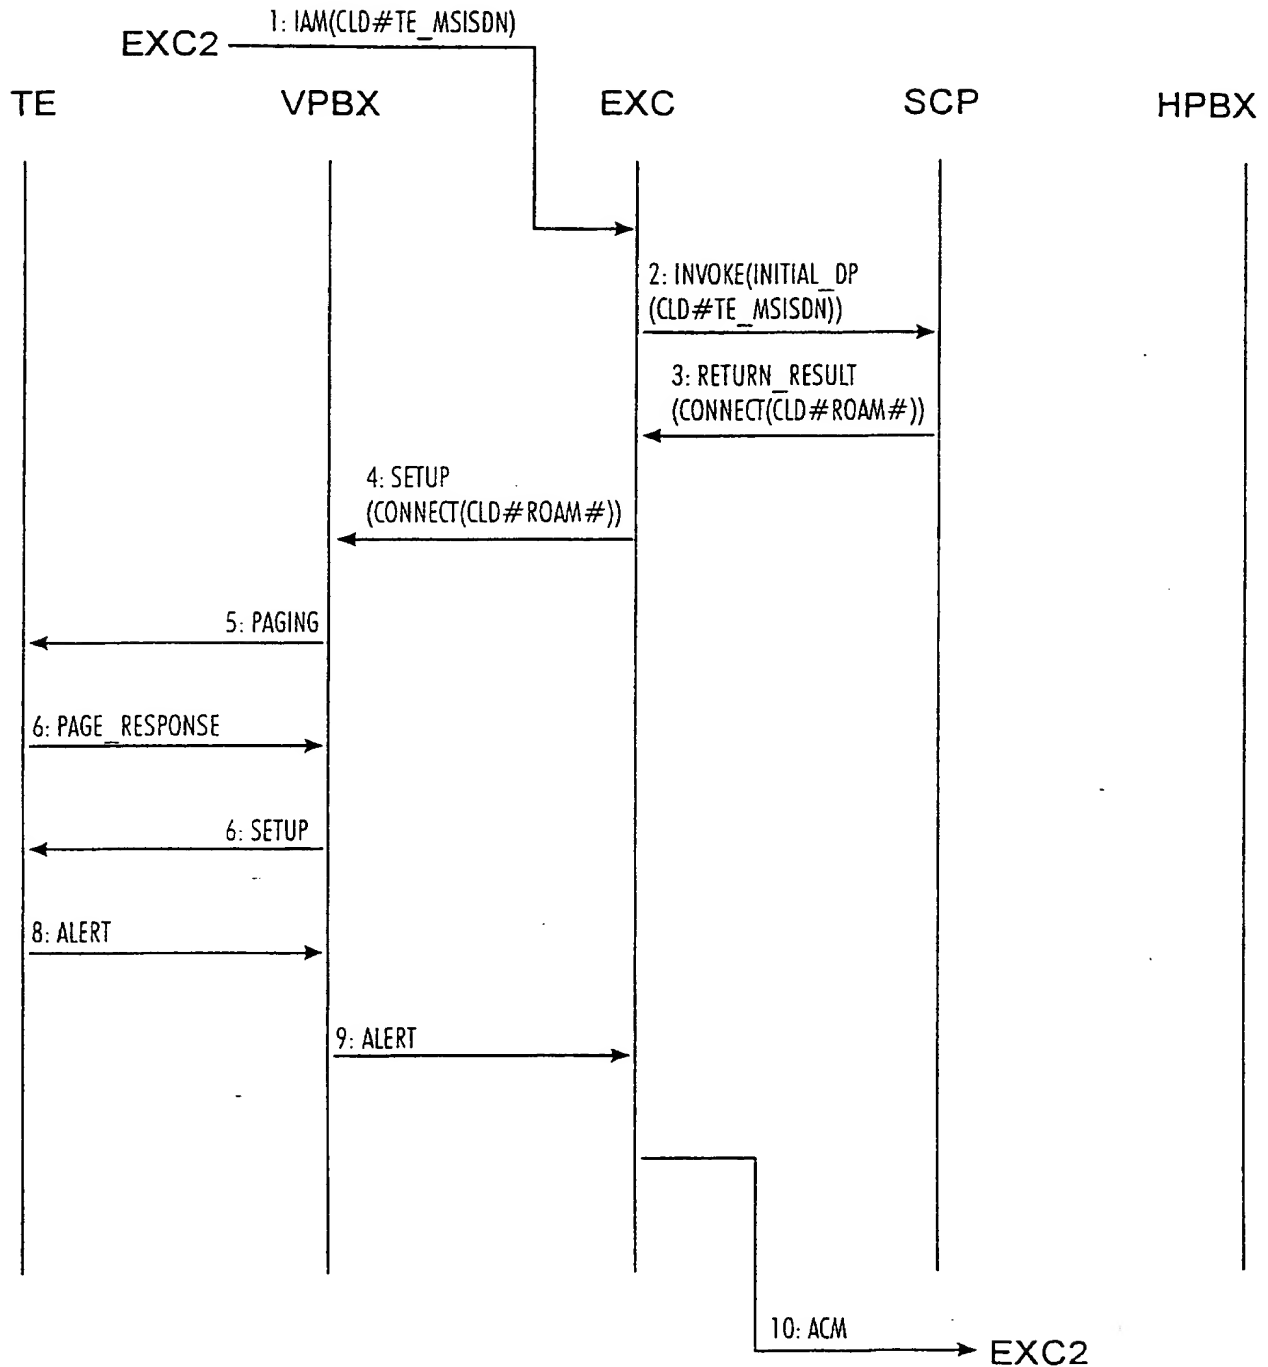 1: IAM(CLD#TE_MSISDN)
EXC2
TE VPBX EXC SCP HPBX
2: INVOKE(INITIAL_DP
(CLD#TE_MSISDN))
3: RETURN_RESULT
(CONNECT(CLD#ROAM#))
4: SETUP
(CONNECT(CLD#ROAM#))
5: PAGING
6: PAGE_RESPONSE
6: SETUP
8: ALERT
9: ALERT
10: ACM
EXC2